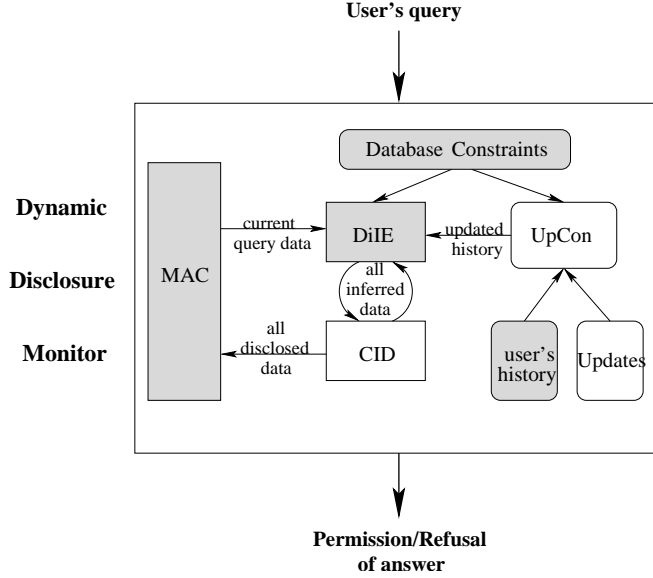 User's query
Database Constraints
Dynamic
Disclosure
Monitor
MAC
current
query data
DiIE
updated
history
UpCon
all
inferred
data
all
disclosed
data
CID
user's
history
Updates
Permission/Refusal
of answer